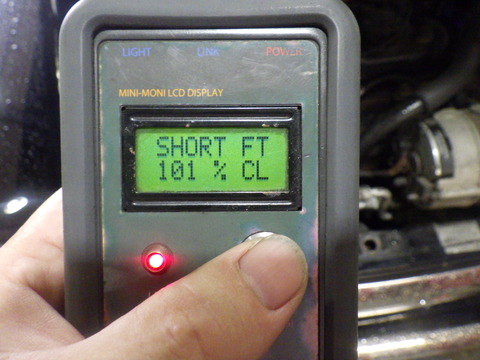 LIGHT LINK POWER
MINI-MONI LCD DISPLAY
SHORT FT
101 % CL